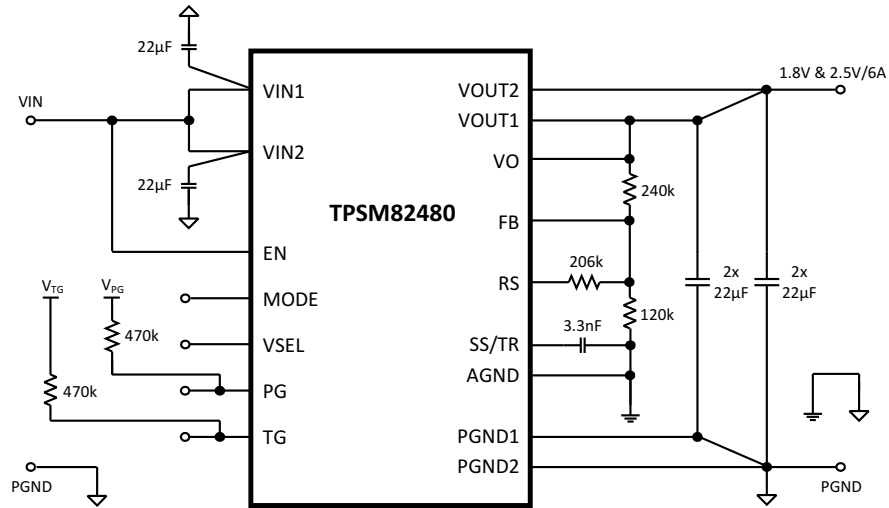 22µF
VIN
22µF
VIN1
VIN2
EN
MODE
VSEL
PG
TG
V_TG
V_PG
470k
470k
PGND
TPSM82480
VOUT2
VOUT1
VO
FB
RS
SS/TR
AGND
PGND1
PGND2
1.8V & 2.5V/6A
240k
206k
120k
3.3nF
2x
22µF
2x
22µF
PGND